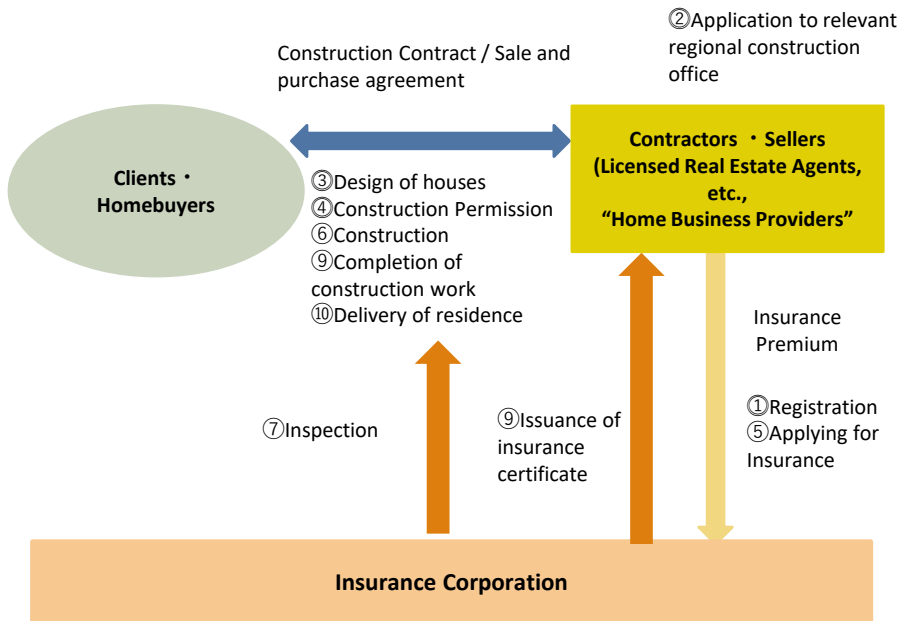 ②Application to relevant
regional construction
office
Construction Contract / Sale and
purchase agreement
Clients・
Homebuyers
Contractors ・ Sellers
(Licensed Real Estate Agents,
etc.,
“Home Business Providers”
③Design of houses
④Construction Permission
⑥Construction
⑨Completion of
construction work
⑩Delivery of residence
Insurance
Premium
①Registration
⑤Applying for
Insurance
⑦Inspection
⑨Issuance of
insurance
certificate
Insurance Corporation